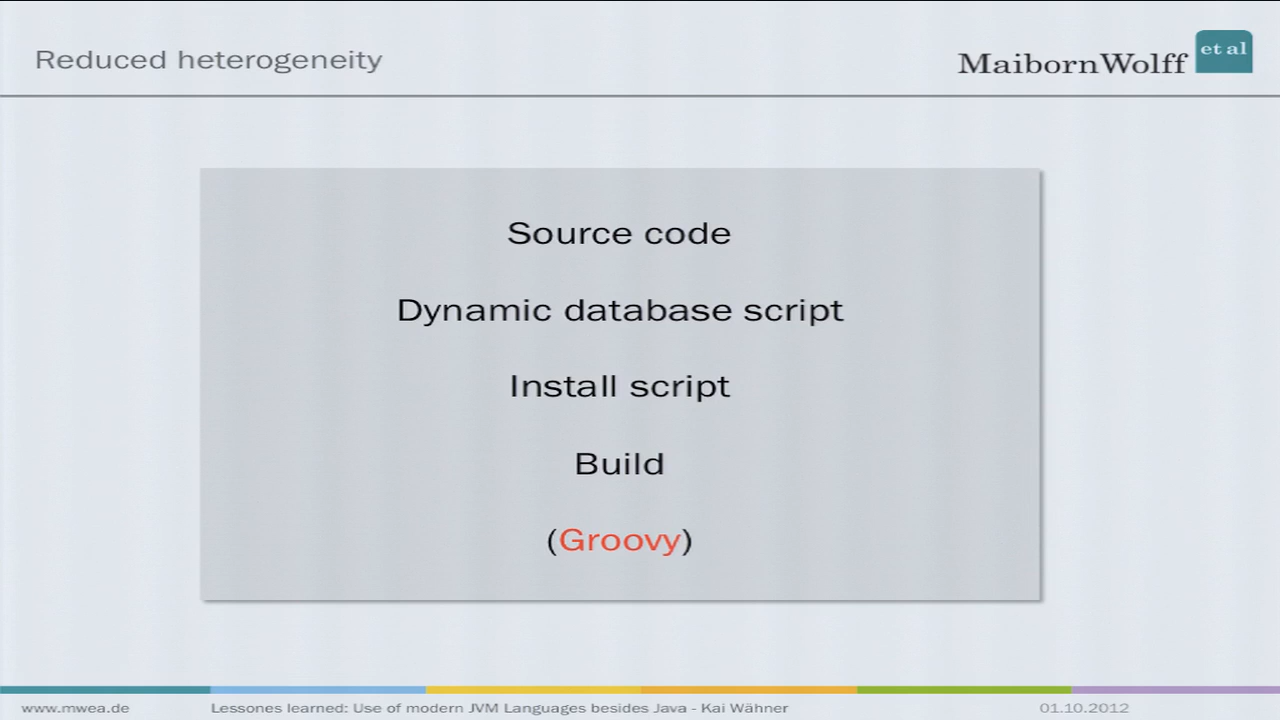 Reduced heterogeneity
MaibornWolff et al
Source code
Dynamic database script
Install script
Build
(Groovy)
www.mwea.de
Lessones learned: Use of modern JVM Languages besides Java - Kai Wähner
01.10.2012